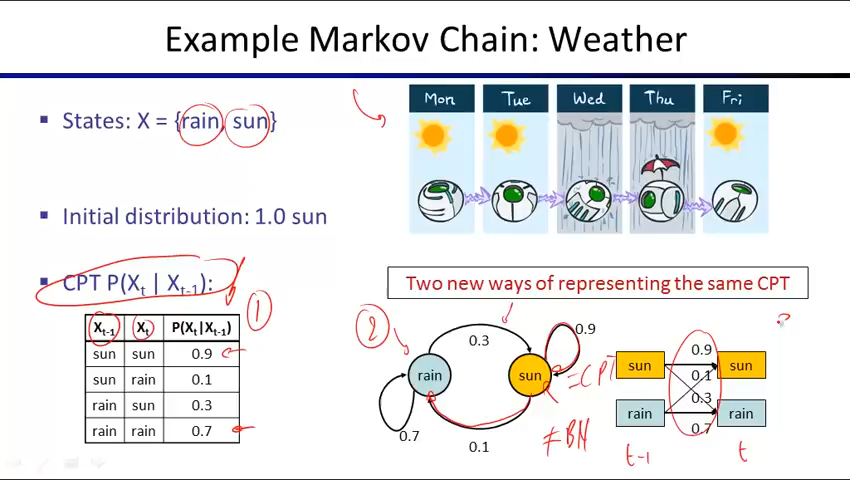 Example Markov Chain: Weather
States: X = {rain, sun}
Initial distribution: 1.0 sun
CPT P(Xt | Xt-1):
1
Xt-1 Xt P(Xt|Xt-1)
sun sun 0.9
sun rain 0.1
rain sun 0.3
rain rain 0.7
Mon Tue Wed Thu Fri
Two new ways of representing the same CPT
2
rain
sun
0.3
0.9
0.7
0.1
=CPT
≠BN
sun 0.9 sun
0.1
0.3
rain 0.7 rain
t-1 t
?